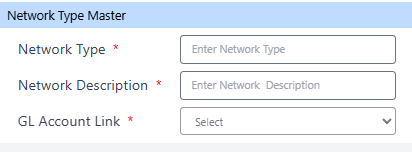 Network Type Master
Network Type * Enter Network Type
Network Description * Enter Network Description
GL Account Link * Select